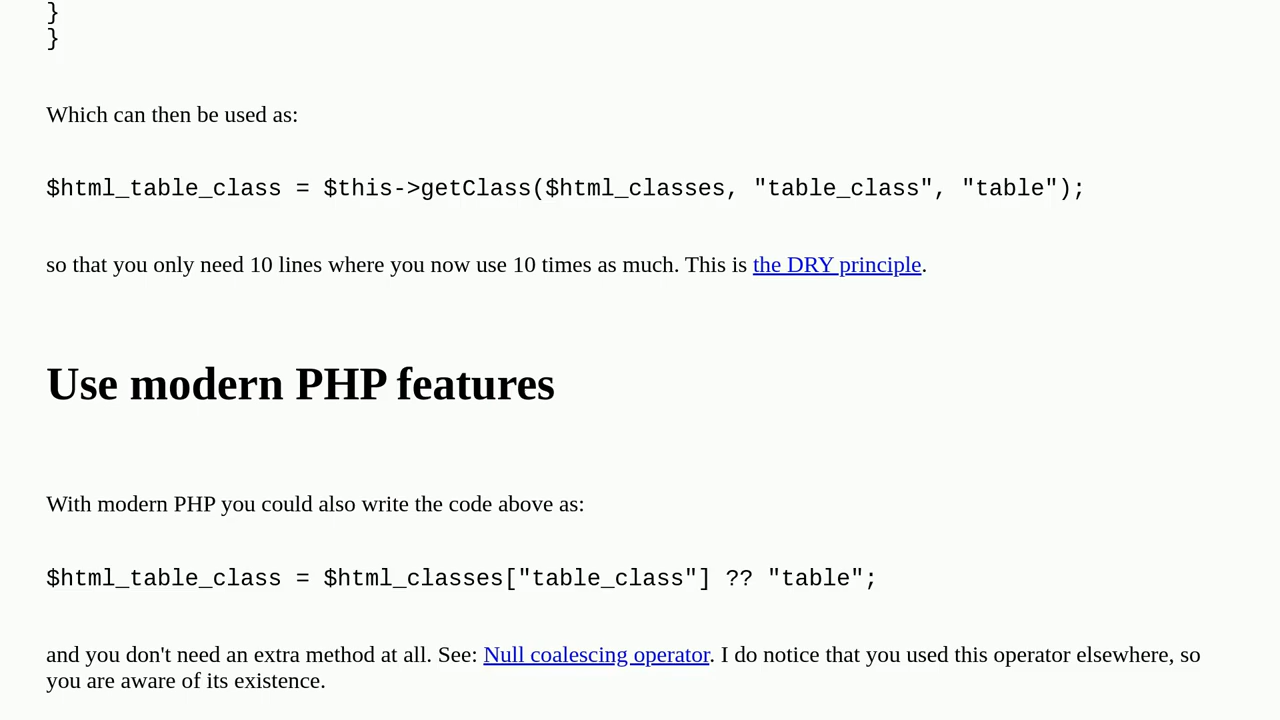 }
}
Which can then be used as:
$html_table_class = $this->getClass($html_classes, "table_class", "table");
so that you only need 10 lines where you now use 10 times as much. This is the DRY principle.
Use modern PHP features
With modern PHP you could also write the code above as:
$html_table_class = $html_classes["table_class"] ?? "table";
and you don't need an extra method at all. See: Null coalescing operator. I do notice that you used this operator elsewhere, so
you are aware of its existence.